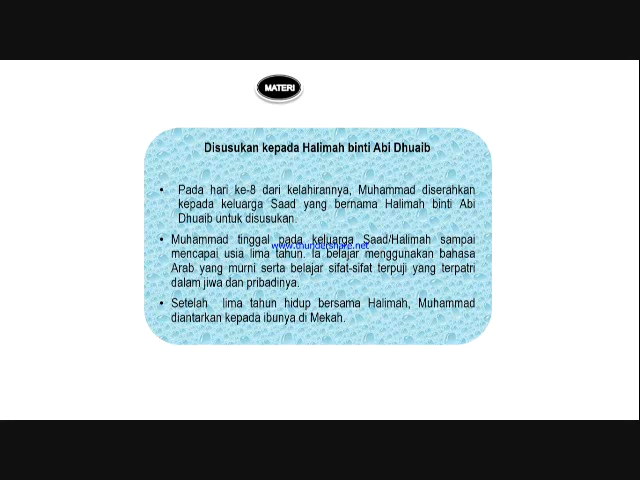 MATERI
Disusukan kepada Halimah binti Abi Dhuaib
• Pada hari ke-8 dari kelahirannya, Muhammad diserahkan
kepada keluarga Saad yang bernama Halimah binti Abi
Dhuaib untuk disusukan.
• Muhammad tinggal pada keluarga Saad/Halimah sampai
www.thundershare.net
mencapai usia lima tahun. Ia belajar menggunakan bahasa
Arab yang murni serta belajar sifat-sifat terpuji yang terpatri
dalam jiwa dan pribadinya.
• Setelah lima tahun hidup bersama Halimah, Muhammad
diantarkan kepada ibunya di Mekah.